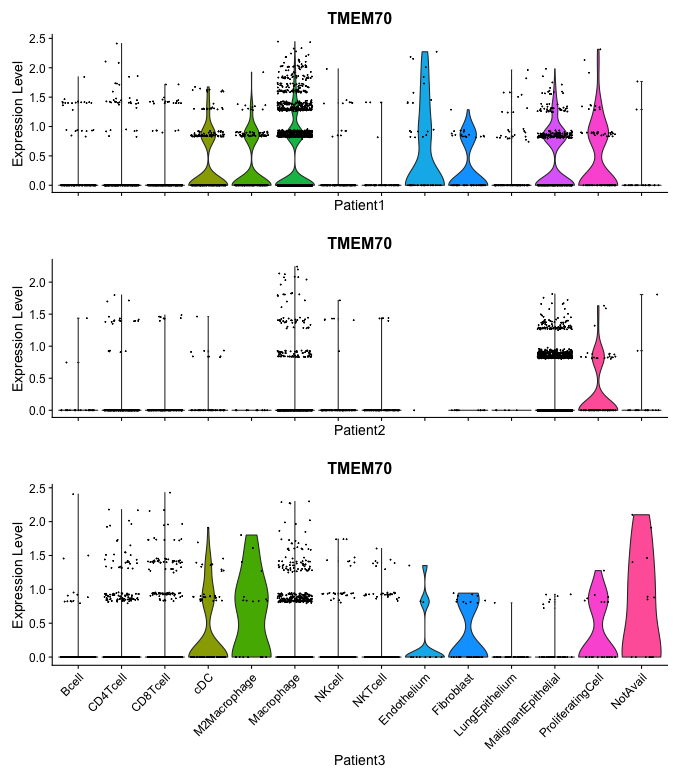 TMEM70
Expression Level
2.5
2.0
1.5
1.0
0.5
0.0
Patient1
TMEM70
Expression Level
2.0
1.5
1.0
0.5
0.0
Patient2
TMEM70
Expression Level
2.5
2.0
1.5
1.0
0.5
0.0
Bcell
CD4Tcell
CD8Tcell
cDC
M2Macrophage
Macrophage
NKcell
NKTcell
Endothelium
Fibroblast
LungEpithelium
MalignantEpithelial
ProliferatingCell
NotAvail
Patient3